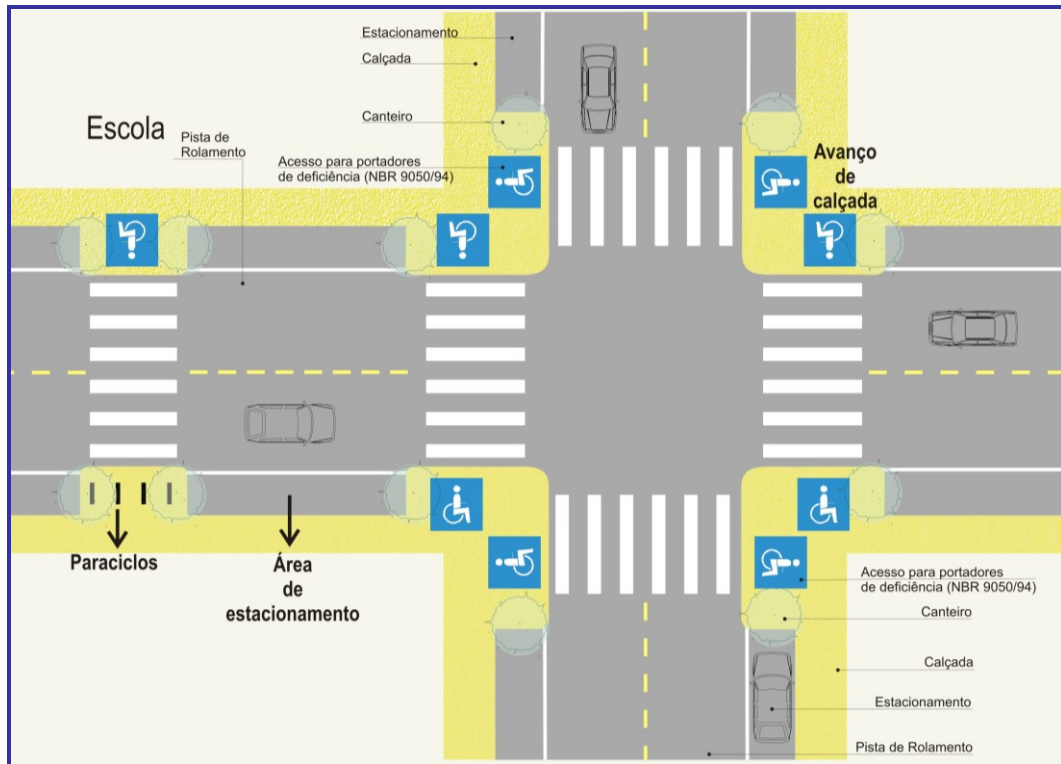 Estacionamento
Calçada
Canteiro
Escola
Pista de
Rolamento
Acesso para portadores
de deficiência (NBR 9050/94)
Avanço
de
calçada
Paraciclos
Área
de
estacionamento
Acesso para portadores
de deficiência (NBR 9050/94)
Canteiro
Calçada
Estacionamento
Pista de Rolamento